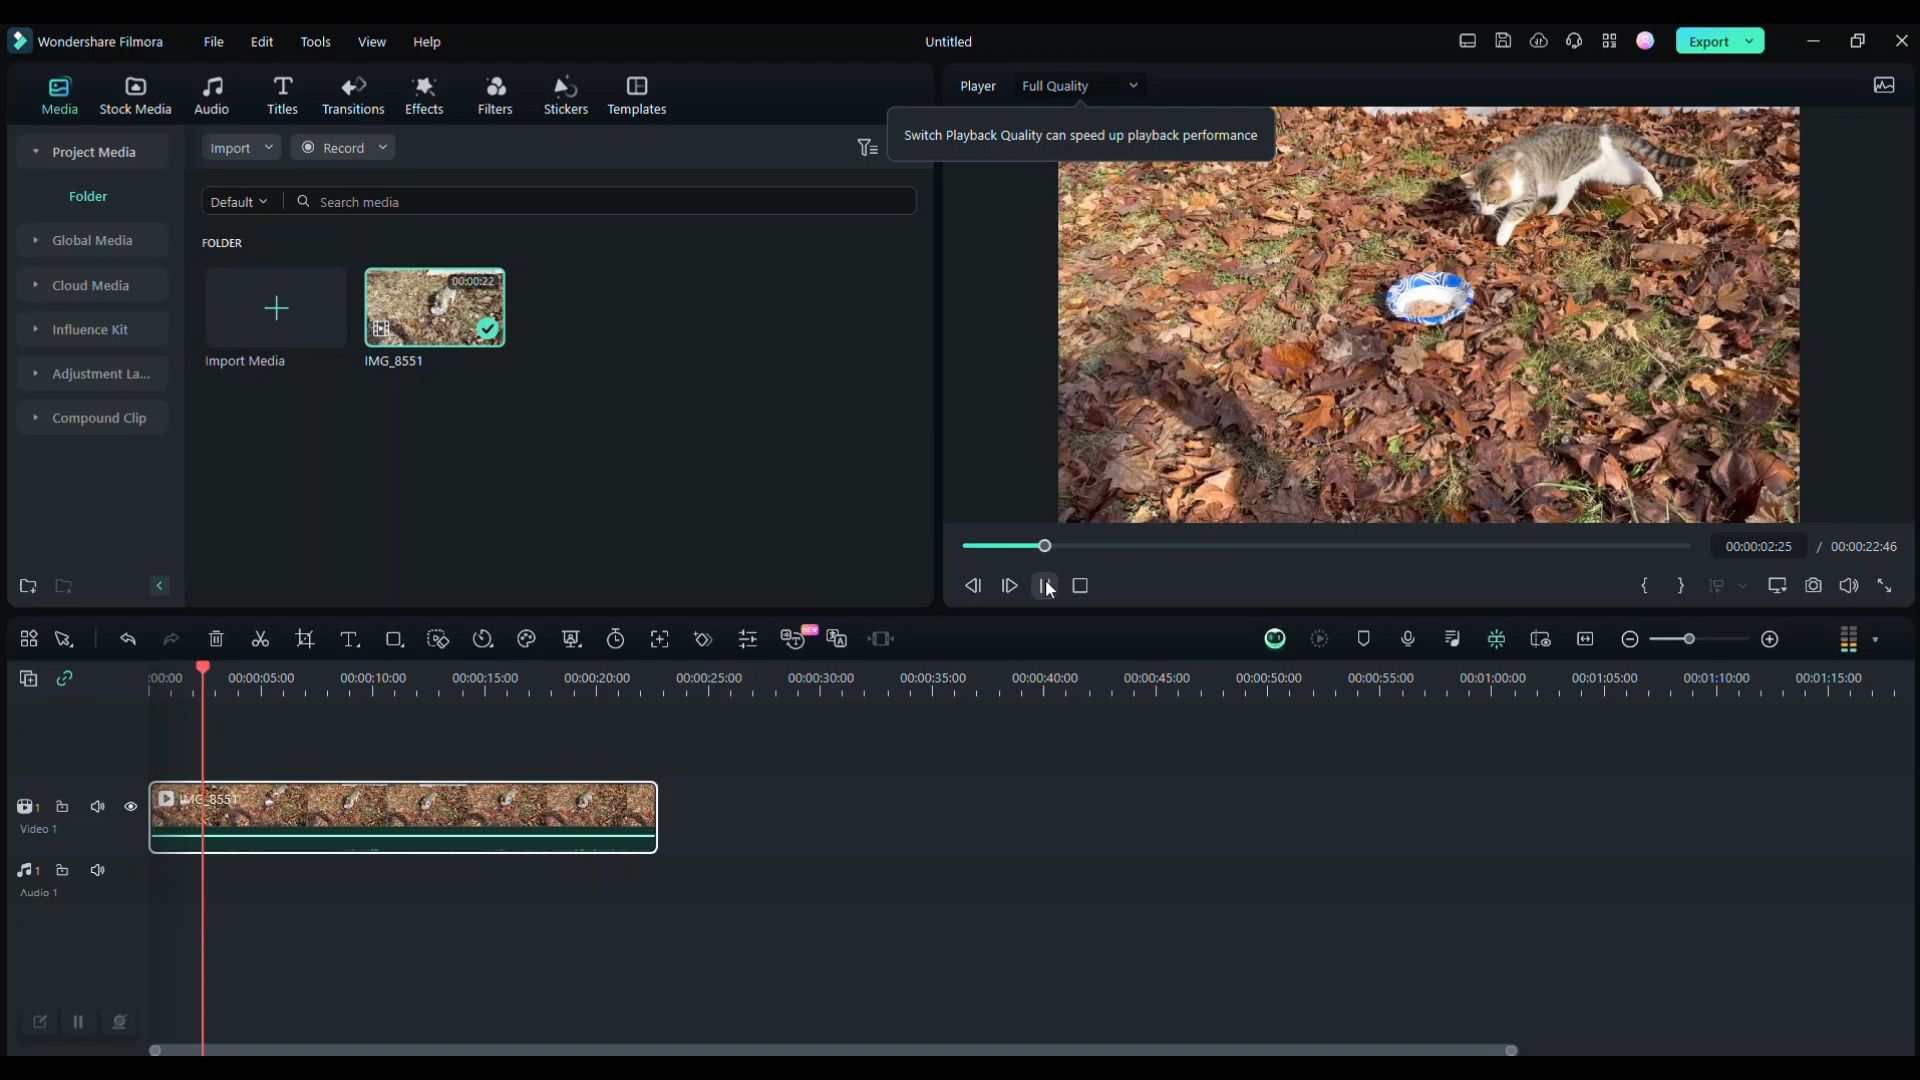 Wondershare Filmora File Edit Tools View Help Untitled Export
Media Stock Media Audio Titles Transitions Effects Filters Stickers Templates
Player Full Quality
Switch Playback Quality can speed up playback performance
Project Media
Folder
Global Media
Cloud Media
Influence Kit
Adjustment La...
Compound Clip
Import Record
Default Search media
FOLDER
00:00:22
Import Media IMG_8551
00:00:02:25 / 00:00:22:46
NEW
:00:00 00:00:05:00 00:00:10:00 00:00:15:00 00:00:20:00 00:00:25:00 00:00:30:00 00:00:35:00 00:00:40:00 00:00:45:00 00:00:50:00 00:00:55:00 00:01:00:00 00:01:05:00 00:01:10:00 00:01:15:00
1 IMG_8551
Video 1
1
Audio 1